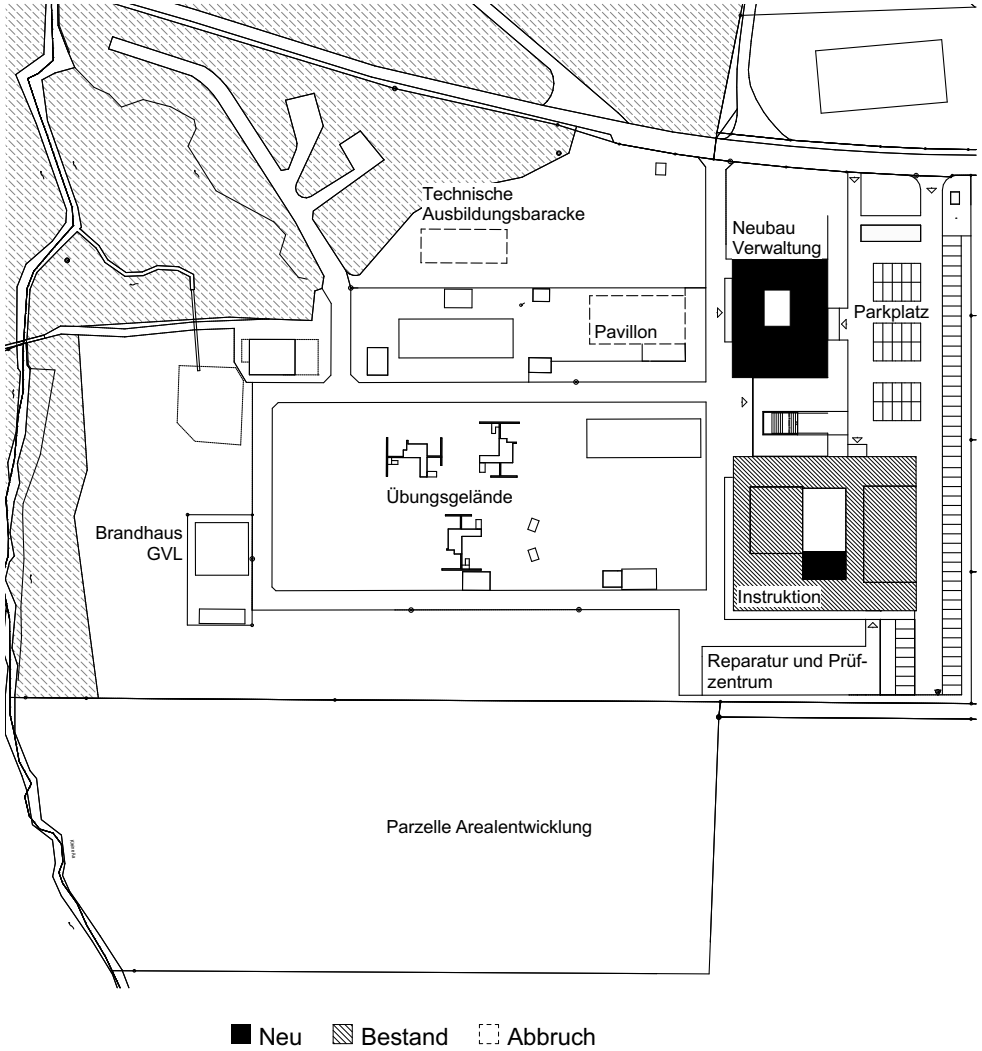 Technische
Ausbildungsbaracke
Neubau
Verwaltung
Pavillon
Parkplatz
Übungsgelände
Brandhaus
GVL
Instruktion
Reparatur und Prüf-
zentrum
Parzelle Arealentwicklung
Neu
Bestand
Abbruch